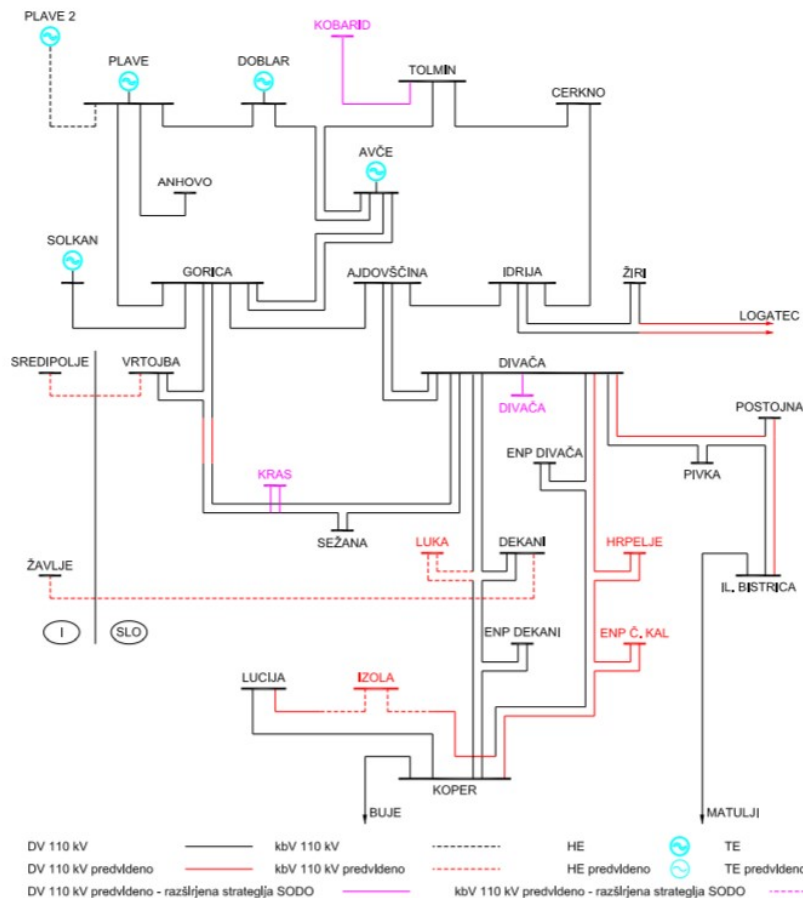 PLAVE 2
KOBARID
PLAVE
DOBLAR
TOLMIN
CERKNO
AVČE
ANHOVO
SOLKAN
GORICA
AJDOVŠČINA
IDRIJA
ŽIRI
LOGATEC
SREDIPOLJE
VRTOJBA
DIVAČA
DIVAČA
POSTOJNA
ENP DIVAČA
PIVKA
KRAS
SEŽANA
LUKA
DEKANI
HRPELJE
ŽAVLJE
IL. BISTRICA
I
SLO
ENP DEKANI
ENP Č. KAL
LUCIJA
IZOLA
KOPER
BUJE
MATULJI
DV 110 kV kbV 110 kV HE TE
DV 110 kV predvideno kbV 110 kV predvideno HE predvideno TE predvideno
DV 110 kV predvideno - razširjena strategija SODO kbV 110 kV predvideno - razširjena strategija SODO